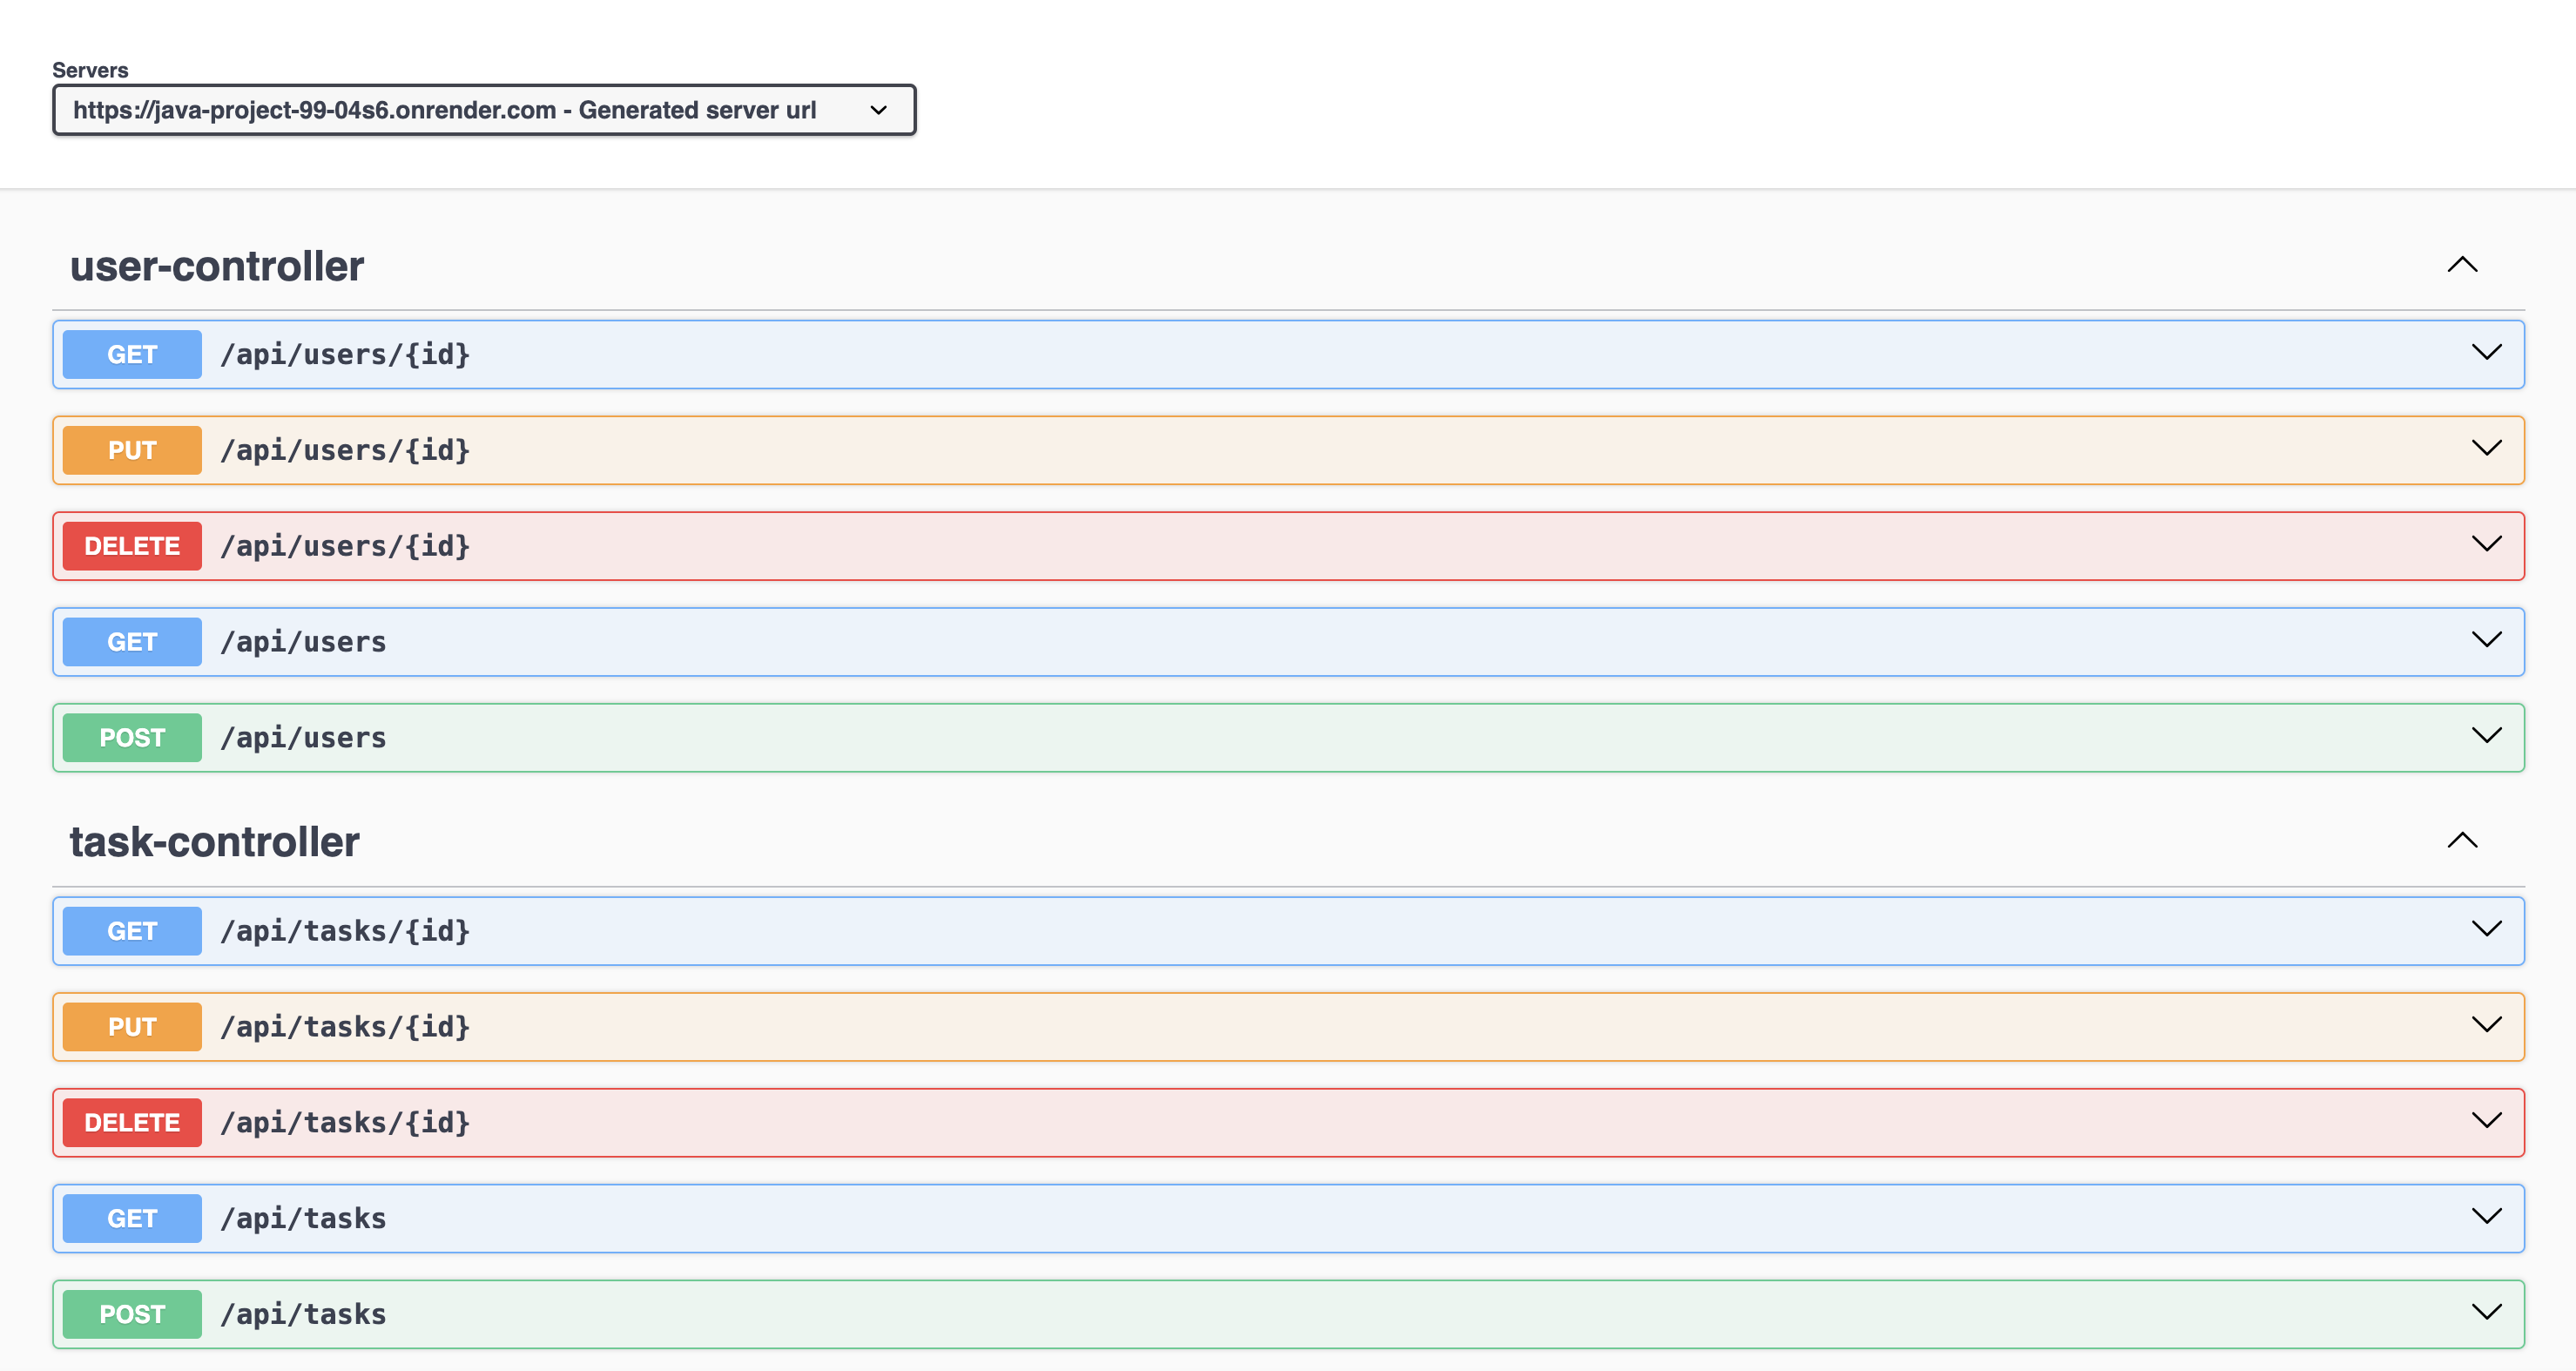 Servers
https://java-project-99-04s6.onrender.com - Generated server url
user-controller
GET /api/users/{id}
PUT /api/users/{id}
DELETE /api/users/{id}
GET /api/users
POST /api/users
task-controller
GET /api/tasks/{id}
PUT /api/tasks/{id}
DELETE /api/tasks/{id}
GET /api/tasks
POST /api/tasks